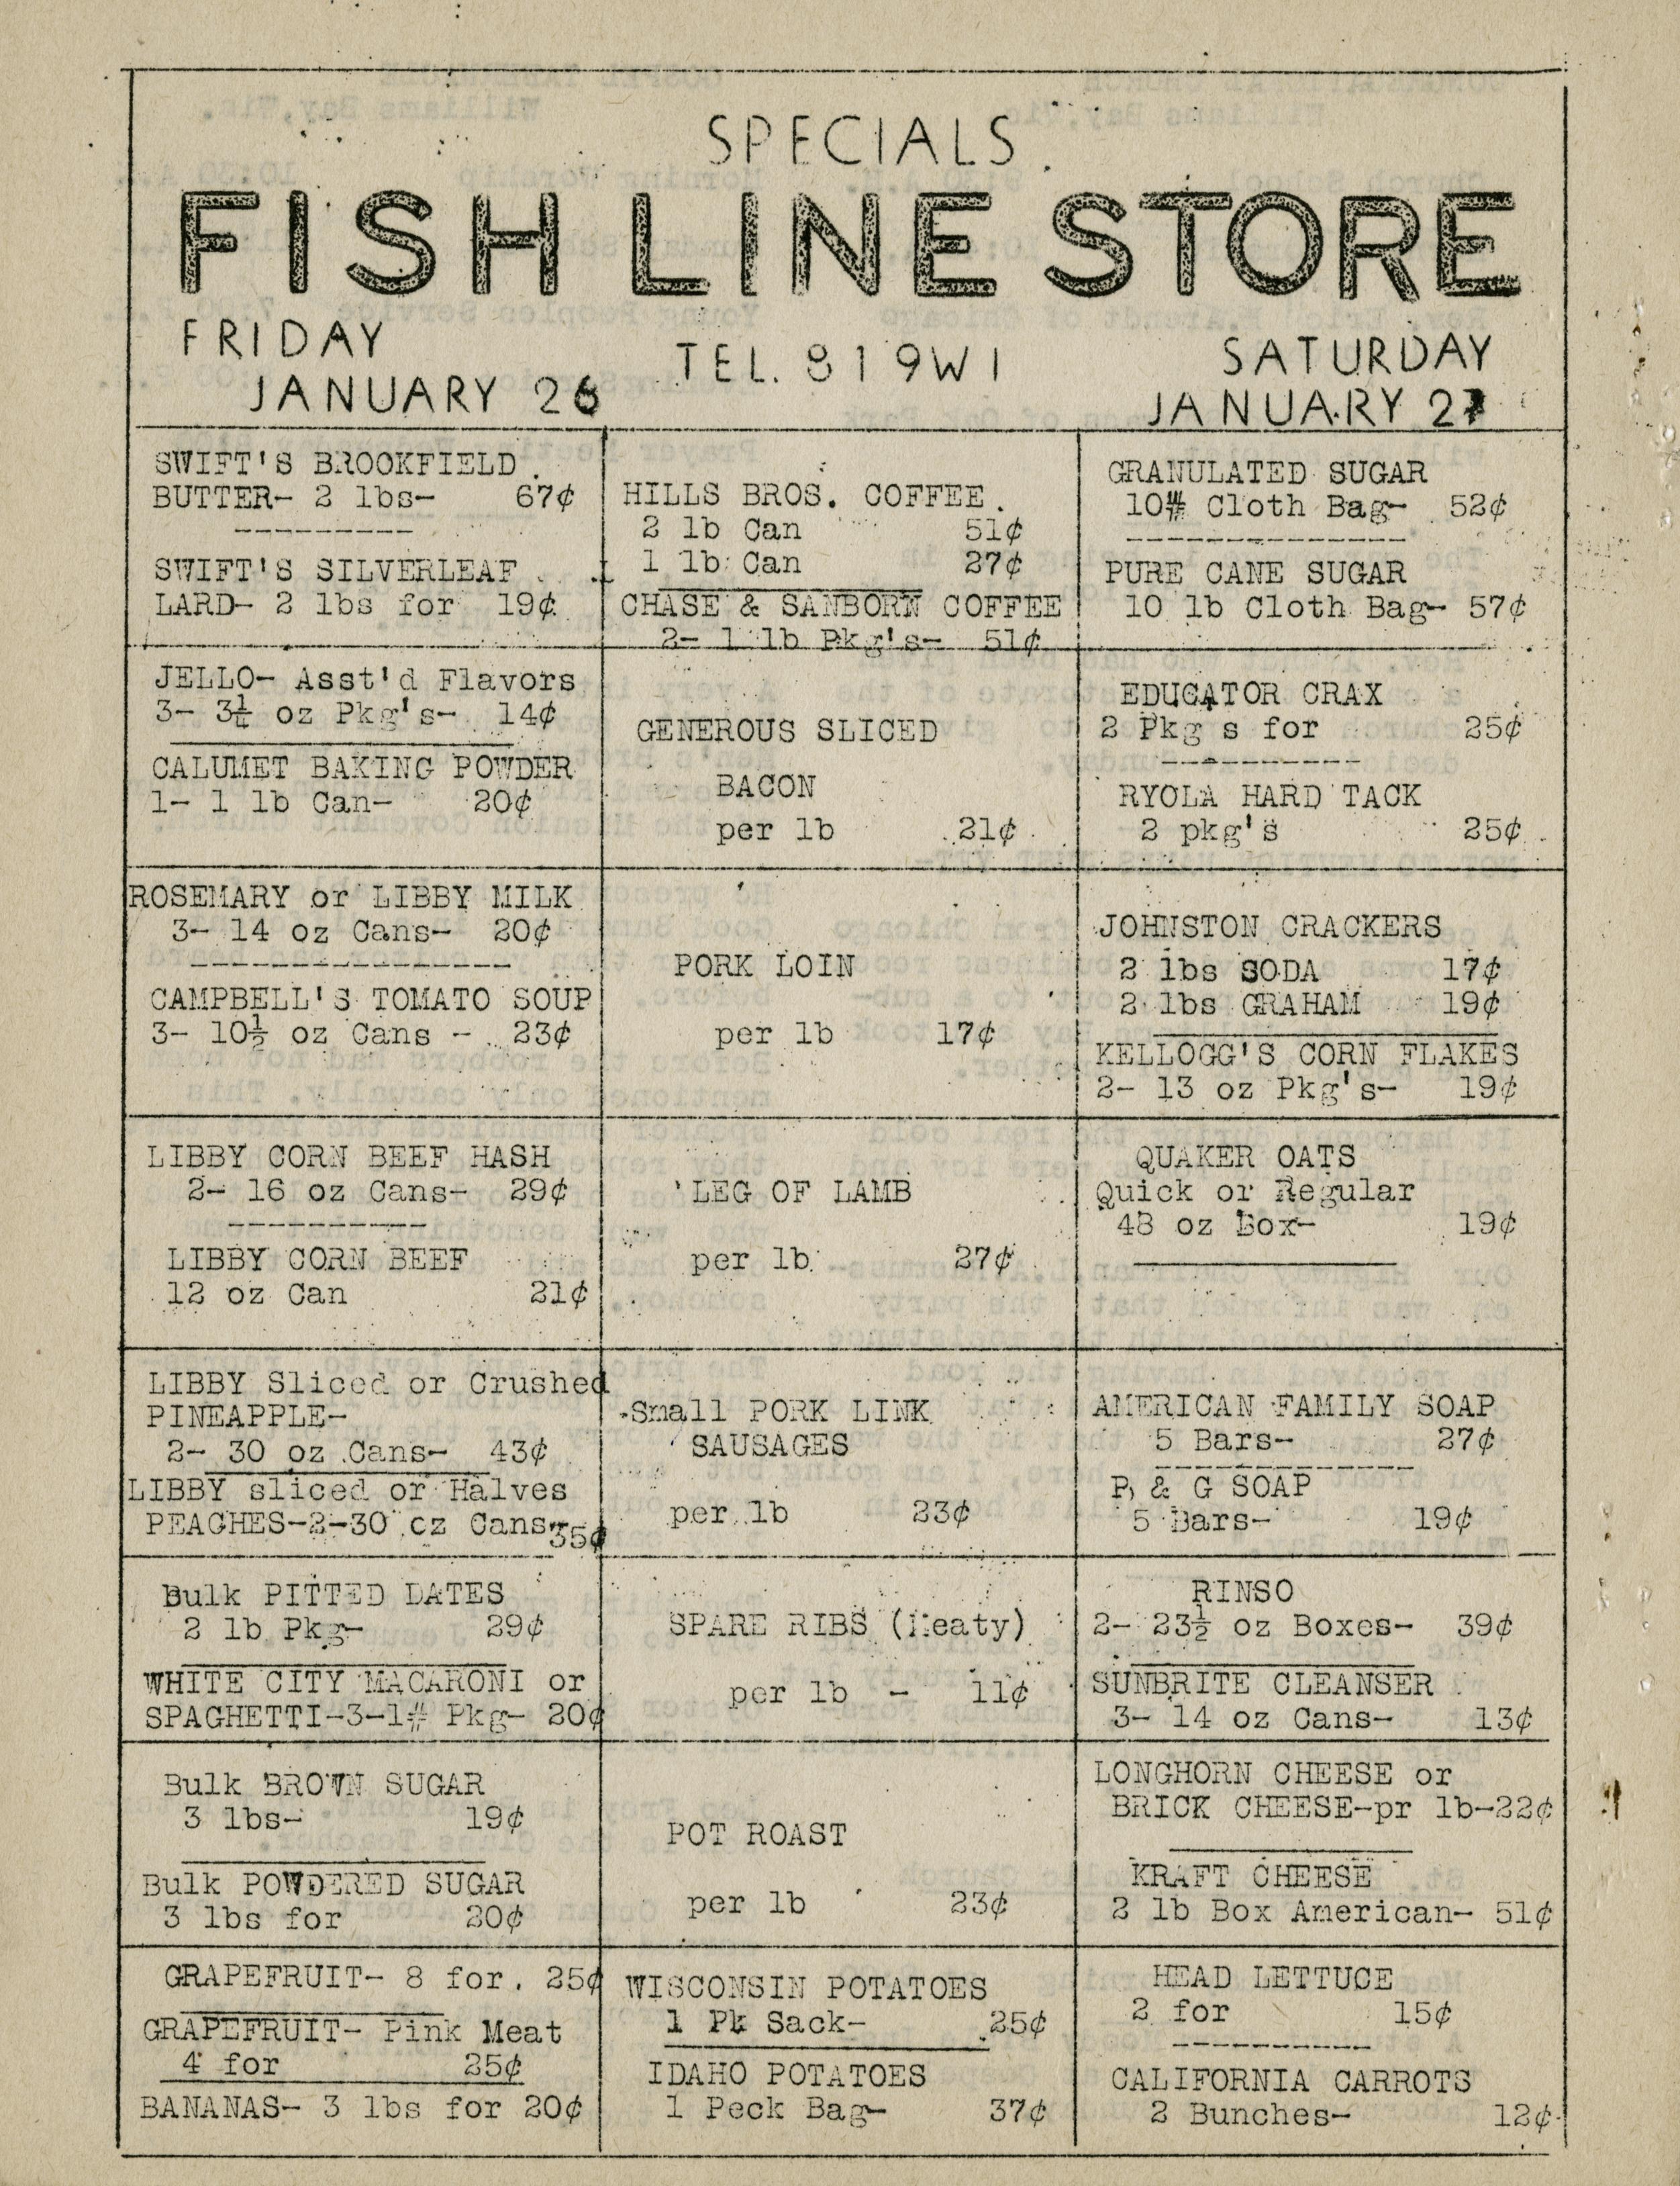 SPECIALS
FISH LINE STORE
FRIDAY
JANUARY 26
TEL. 819W1
SATURDAY
JANUARY 27
SWIFT'S BROOKFIELD
BUTTER- 2 lbs- 67¢
SWIFT'S SILVERLEAF
LARD- 2 lbs for 19¢
HILLS BROS. COFFEE
2 lb Can 51¢
1 lb Can 27¢
CHASE & SANBORN COFFEE
2- 1 lb Pkg's- 51¢
GRANULATED SUGAR
10# Cloth Bag- 52¢
PURE CANE SUGAR
10 lb Cloth Bag- 57¢
JELLO- Asst'd Flavors
3- 3¼ oz Pkg's- 14¢
CALUMET BAKING POWDER
1- 1 lb Can- 20¢
GENEROUS SLICED
BACON
per lb 21¢
EDUCATOR CRAX
2 Pkg s for 25¢
RYOLA HARD TACK
2 pkg's 25¢
ROSEMARY or LIBBY MILK
3- 14 oz Cans- 20¢
CAMPBELL'S TOMATO SOUP
3- 10½ oz Cans - 23¢
PORK LOIN
per lb 17¢
JOHNSTON CRACKERS
2 lbs SODA 17¢
2 lbs GRAHAM 19¢
KELLOGG'S CORN FLAKES
2- 13 oz Pkg's- 19¢
LIBBY CORN BEEF HASH
2- 16 oz Cans- 29¢
LIBBY CORN BEEF
12 oz Can 21¢
LEG OF LAMB
per lb 27¢
QUAKER OATS
Quick or Regular
48 oz Box- 19¢
LIBBY Sliced or Crushed
PINEAPPLE-
2- 30 oz Cans- 43¢
LIBBY sliced or Halves
PEACHES-2-30 oz Cans- 35¢
Small PORK LINK
SAUSAGES
per lb 23¢
AMERICAN FAMILY SOAP
5 Bars- 27¢
P & G SOAP
5 Bars- 19¢
Bulk PITTED DATES
2 lb Pkg- 29¢
WHITE CITY MACARONI or
SPAGHETTI-3-1# Pkg- 20¢
SPARE RIBS (Meaty)
per lb - 11¢
RINSO
2- 23½ oz Boxes- 39¢
SUNBRITE CLEANSER
3- 14 oz Cans- 13¢
Bulk BROWN SUGAR
3 lbs- 19¢
Bulk POWDERED SUGAR
3 lbs for 20¢
POT ROAST
per lb 23¢
LONGHORN CHEESE or
BRICK CHEESE-pr lb-22¢
KRAFT CHEESE
2 lb Box American- 51¢
GRAPEFRUIT- 8 for. 25¢
GRAPEFRUIT- Pink Meat
4 for 25¢
BANANAS- 3 lbs for 20¢
WISCONSIN POTATOES
1 Pk Sack- 25¢
IDAHO POTATOES
1 Peck Bag- 37¢
HEAD LETTUCE
2 for 15¢
CALIFORNIA CARROTS
2 Bunches- 12¢